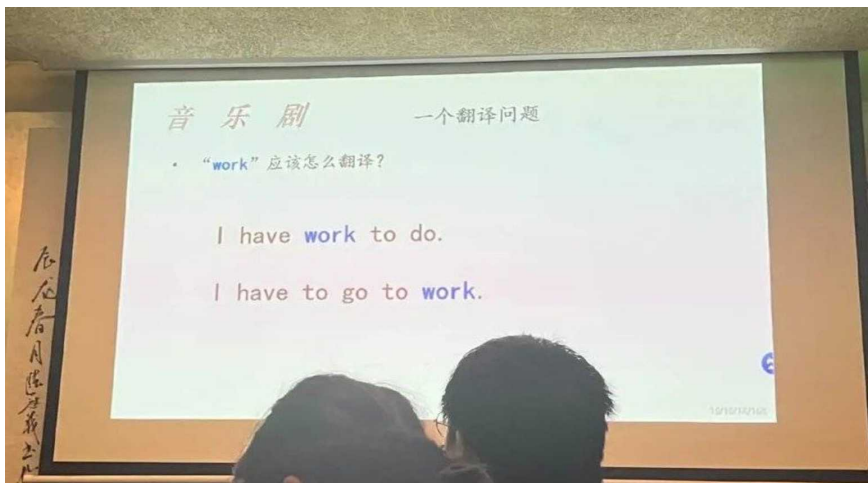 音 乐 剧
一个翻译问题
• “work”应该怎么翻译?
I have work to do.
I have to go to work.